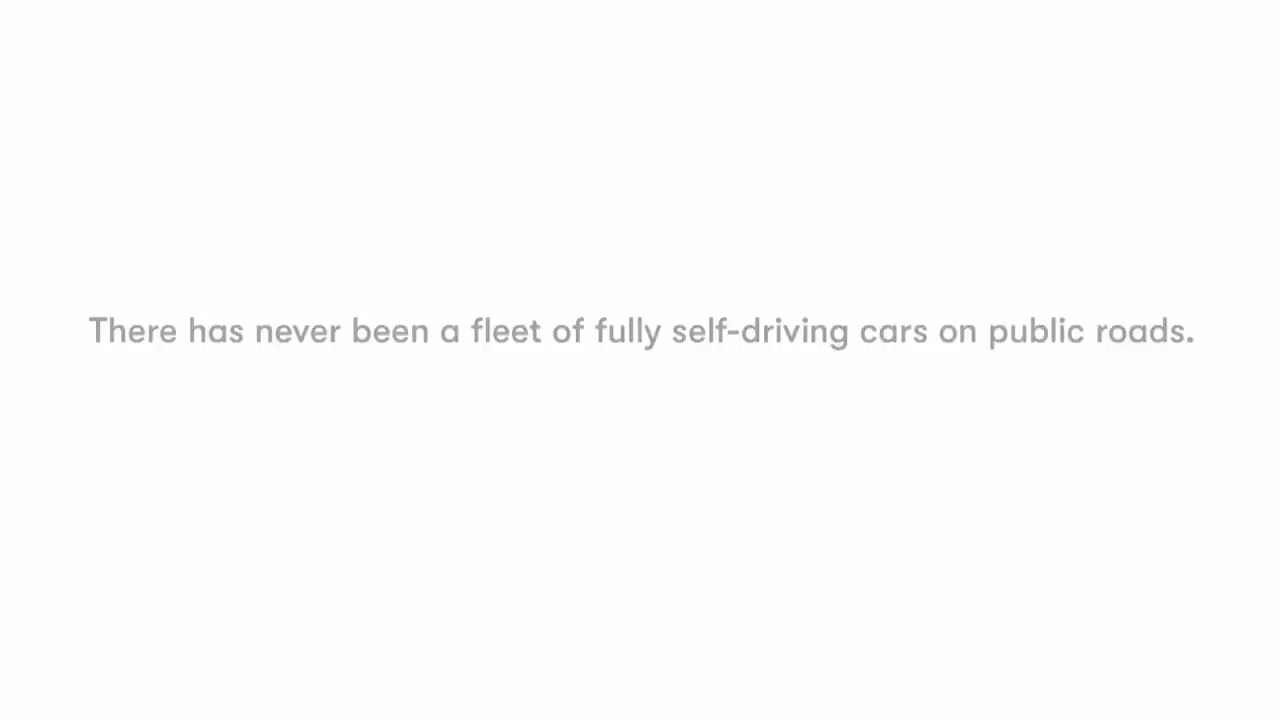 There has never been a fleet of fully self-driving cars on public roads.